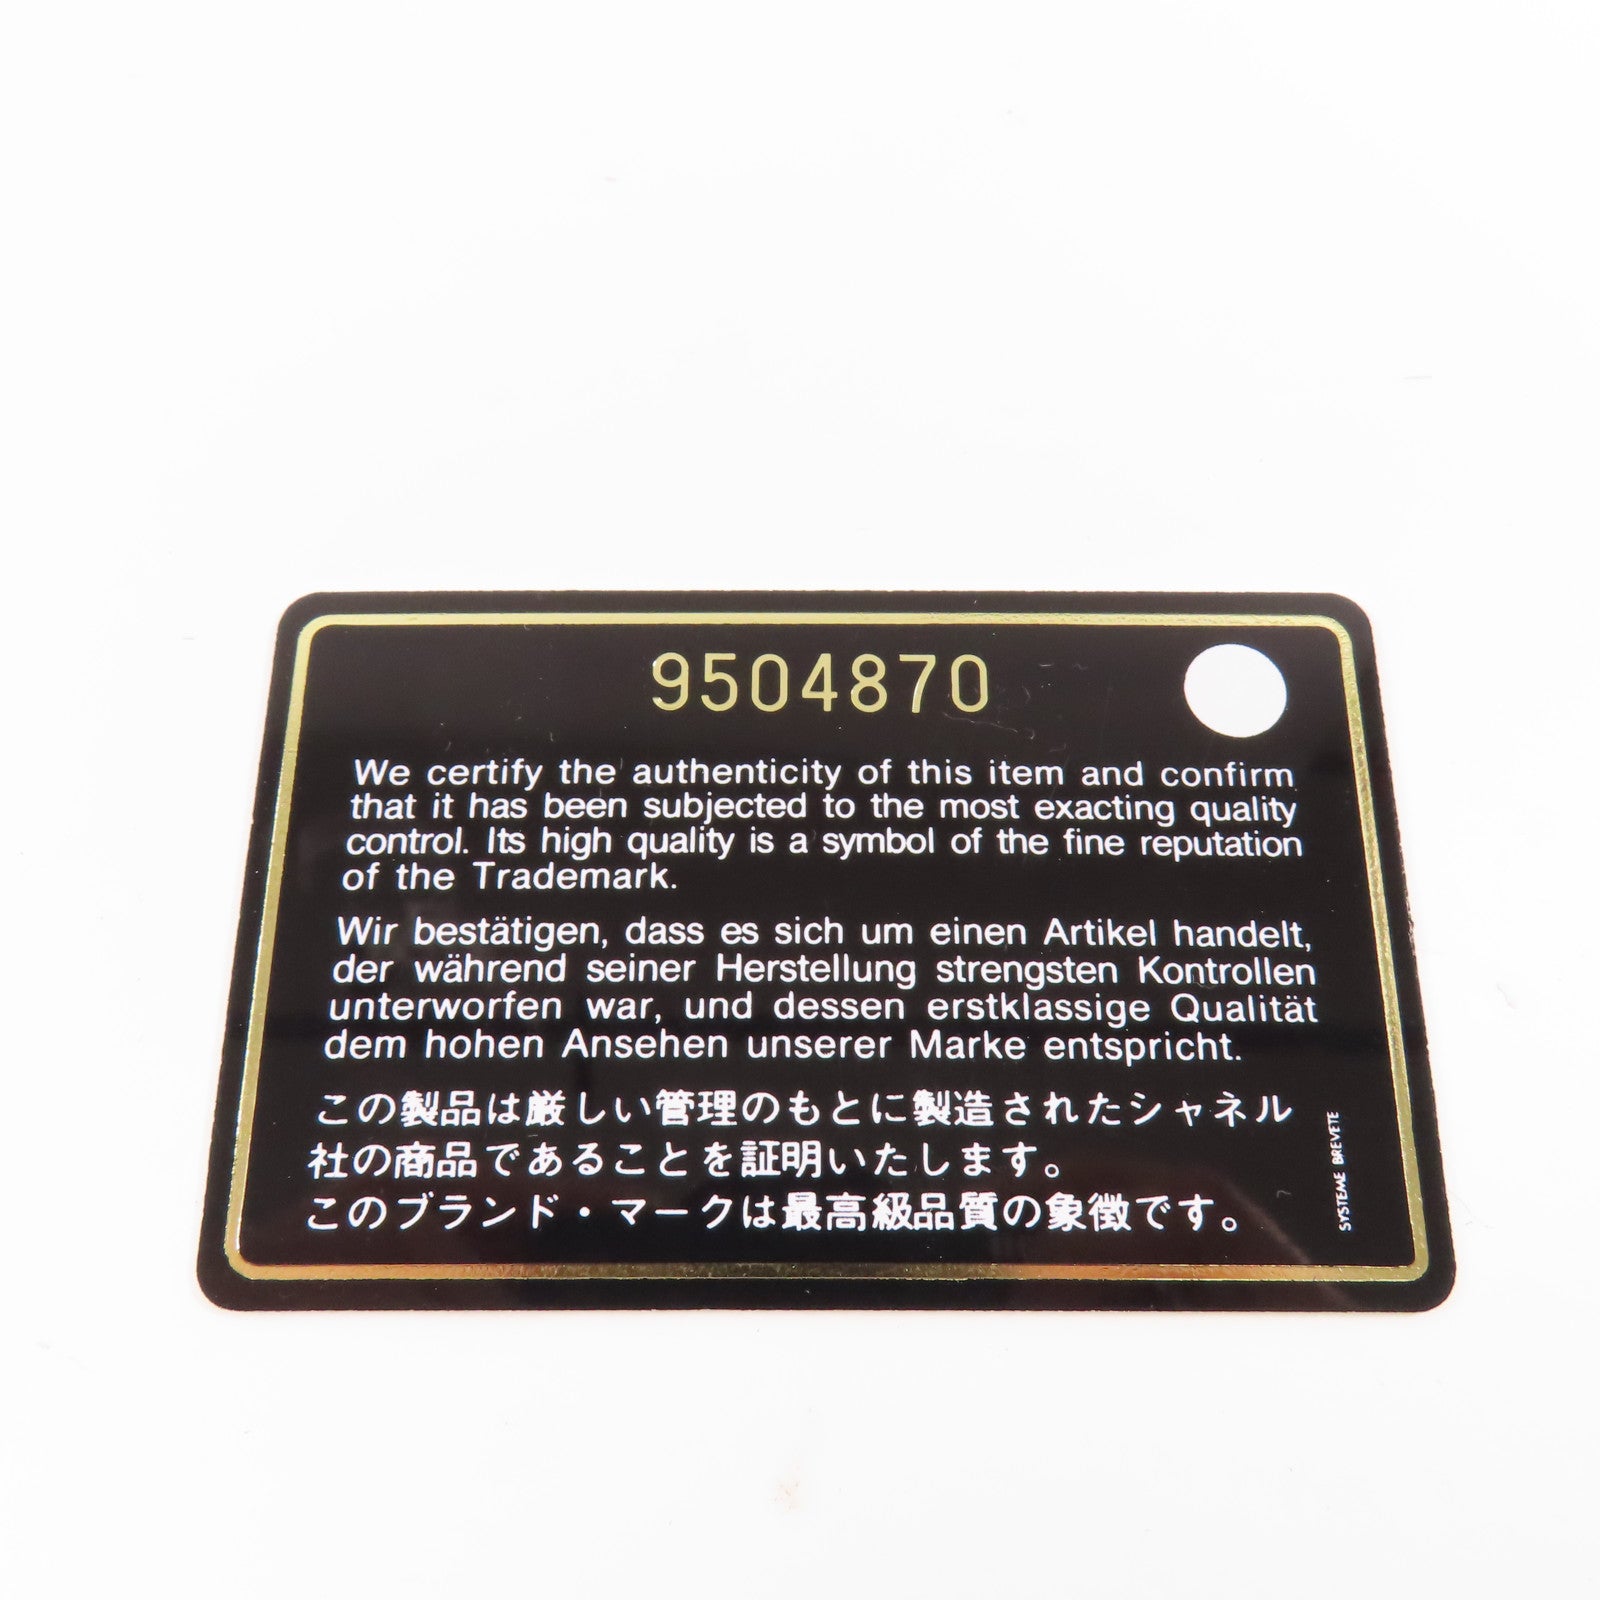 9504870
We certify the authenticity of this item and confirm
that it has been subjected to the most exacting quality
control. Its high quality is a symbol of the fine reputation
of the Trademark.
Wir bestätigen, dass es sich um einen Artikel handelt,
der während seiner Herstellung strengsten Kontrollen
unterworfen war, und dessen erstklassige Qualität
dem hohen Ansehen unserer Marke entspricht.
この製品は厳しい管理のもとに製造されたシャネル
社の商品であることを証明いたします。
このブランド・マークは最高級品質の象徴です。
SYSTEME BREVETE